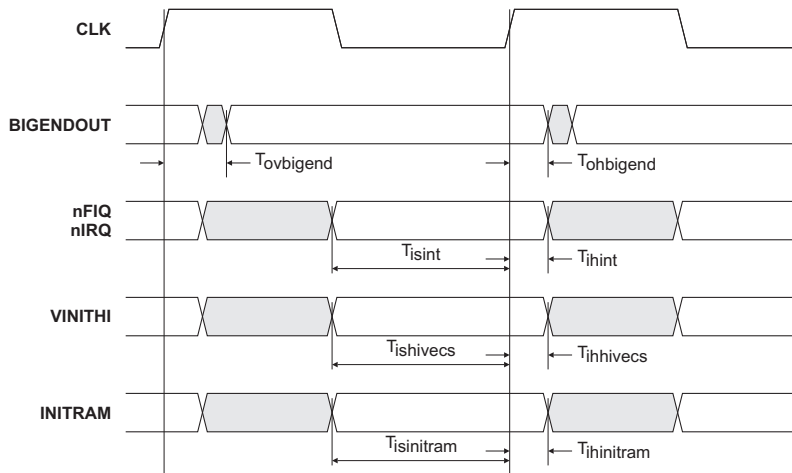 CLK
BIGENDOUT
Tovbigend
Tohbigend
nFIQ
nIRQ
Tisint
Tihint
VINITHI
Tishivecs
Tihhivecs
INITRAM
Tisinitram
Tihinitram